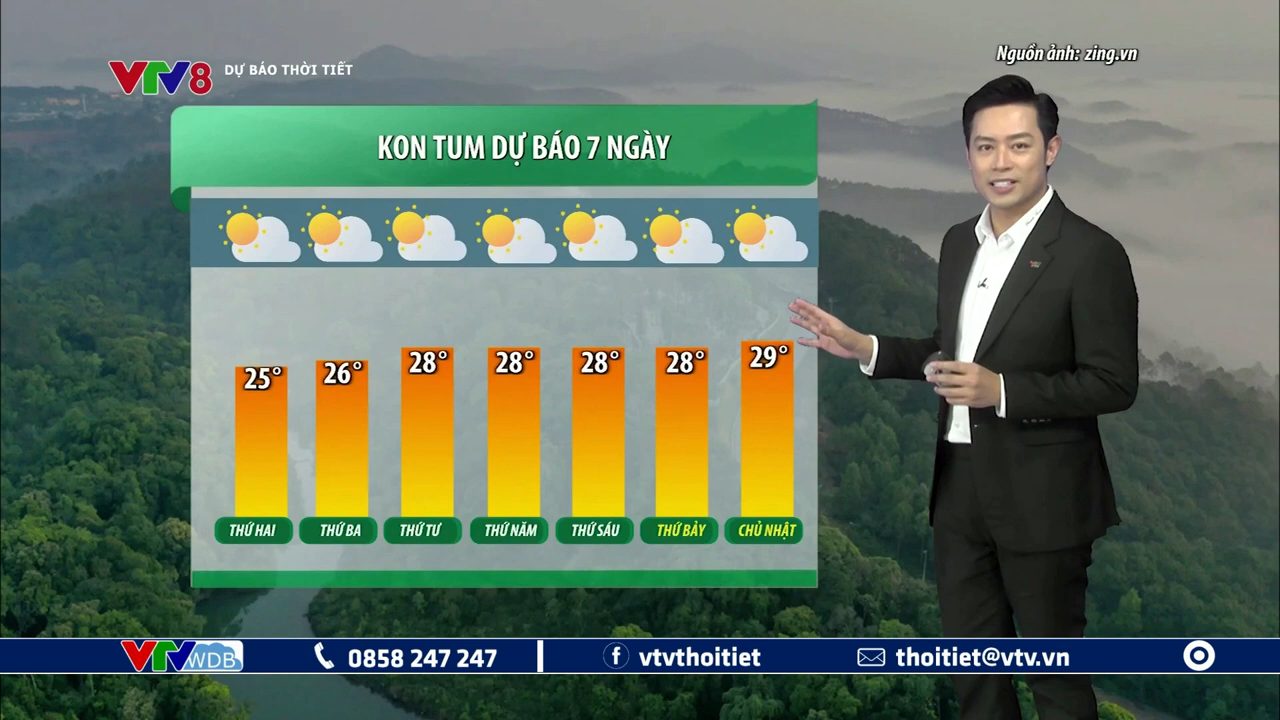 VTV8 DỰ BÁO THỜI TIẾT
Nguồn ảnh: zing.vn
KON TUM DỰ BÁO 7 NGÀY
25° 26° 28° 28° 28° 28° 29°
THỨ HAI THỨ BA THỨ TƯ THỨ NĂM THỨ SÁU THỨ BẢY CHỦ NHẬT
VTV WDB 0858 247 247 vtvthoitiet thoitiet@vtv.vn